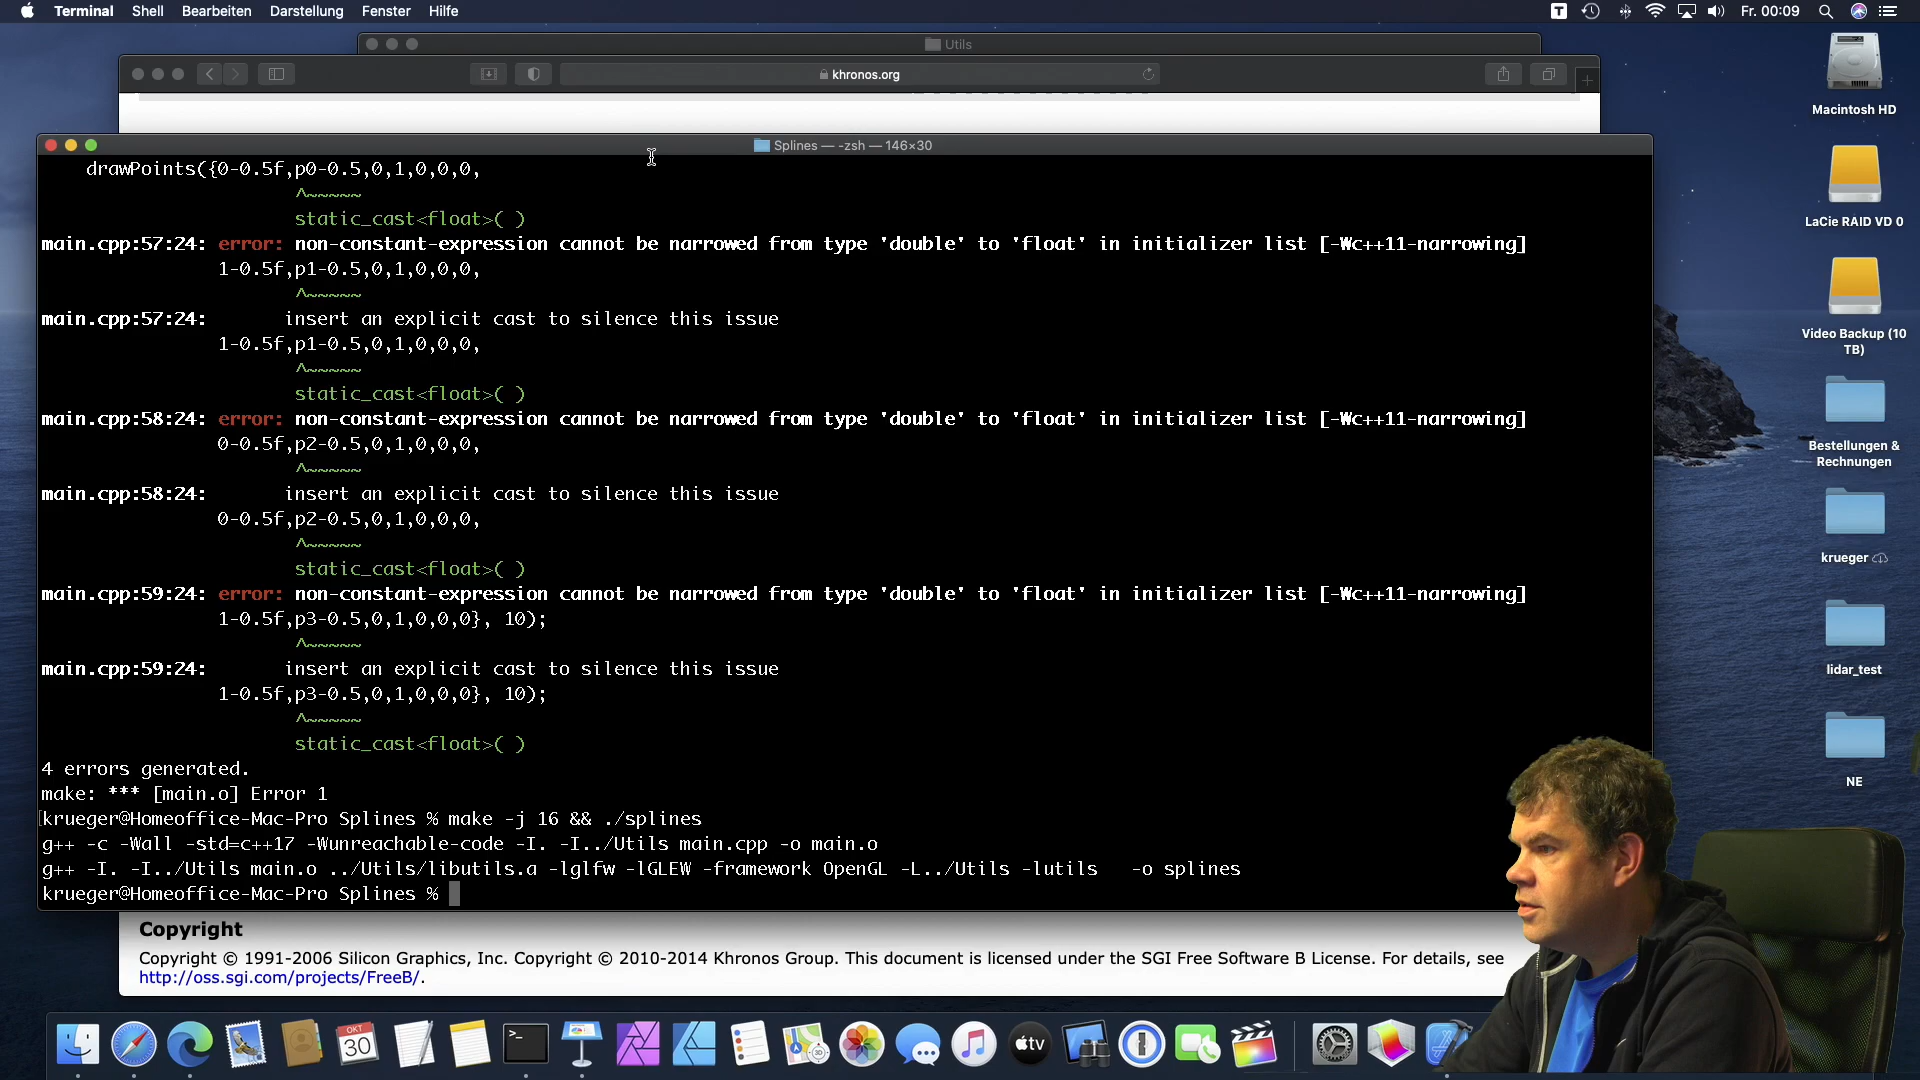 Terminal Shell Bearbeiten Darstellung Fenster Hilfe
Fr. 00:09
Utils
khronos.org
Splines — -zsh — 146×30
drawPoints({0-0.5f,p0-0.5,0,1,0,0,0,
^~~~~~
static_cast<float>( )
main.cpp:57:24: error: non-constant-expression cannot be narrowed from type 'double' to 'float' in initializer list [-Wc++11-narrowing]
1-0.5f,p1-0.5,0,1,0,0,0,
^~~~~~
main.cpp:57:24: insert an explicit cast to silence this issue
1-0.5f,p1-0.5,0,1,0,0,0,
^~~~~~
static_cast<float>( )
main.cpp:58:24: error: non-constant-expression cannot be narrowed from type 'double' to 'float' in initializer list [-Wc++11-narrowing]
0-0.5f,p2-0.5,0,1,0,0,0,
^~~~~~
main.cpp:58:24: insert an explicit cast to silence this issue
0-0.5f,p2-0.5,0,1,0,0,0,
^~~~~~
static_cast<float>( )
main.cpp:59:24: error: non-constant-expression cannot be narrowed from type 'double' to 'float' in initializer list [-Wc++11-narrowing]
1-0.5f,p3-0.5,0,1,0,0,0}, 10);
^~~~~~
main.cpp:59:24: insert an explicit cast to silence this issue
1-0.5f,p3-0.5,0,1,0,0,0}, 10);
^~~~~~
static_cast<float>( )
4 errors generated.
make: *** [main.o] Error 1
krueger@Homeoffice-Mac-Pro Splines % make -j 16 && ./splines
g++ -c -Wall -std=c++17 -Wunreachable-code -I. -I../Utils main.cpp -o main.o
g++ -I. -I../Utils main.o ../Utils/libutils.a -lglfw -lGLEW -framework OpenGL -L../Utils -lutils -o splines
krueger@Homeoffice-Mac-Pro Splines %
Copyright
Copyright © 1991-2006 Silicon Graphics, Inc. Copyright © 2010-2014 Khronos Group. This document is licensed under the SGI Free Software B License. For details, see
http://oss.sgi.com/projects/FreeB/.
Macintosh HD
LaCie RAID VD 0
Video Backup (10
TB)
Bestellungen &
Rechnungen
krueger
lidar_test
NE
OKT
30
tv